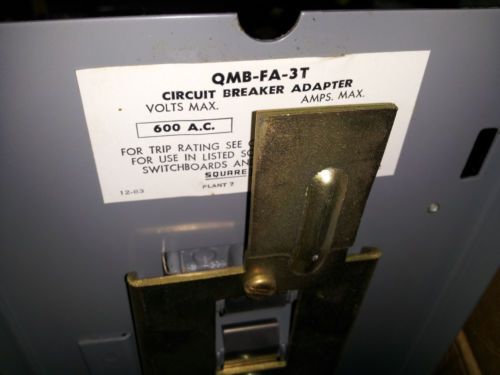 QMB-FA-3T
CIRCUIT BREAKER ADAPTER
VOLTS MAX. AMPS. MAX.
600 A.C.
FOR TRIP RATING SEE
FOR USE IN LISTED
SWITCHBOARDS AND
SQUARE
12-83 PLANT 7